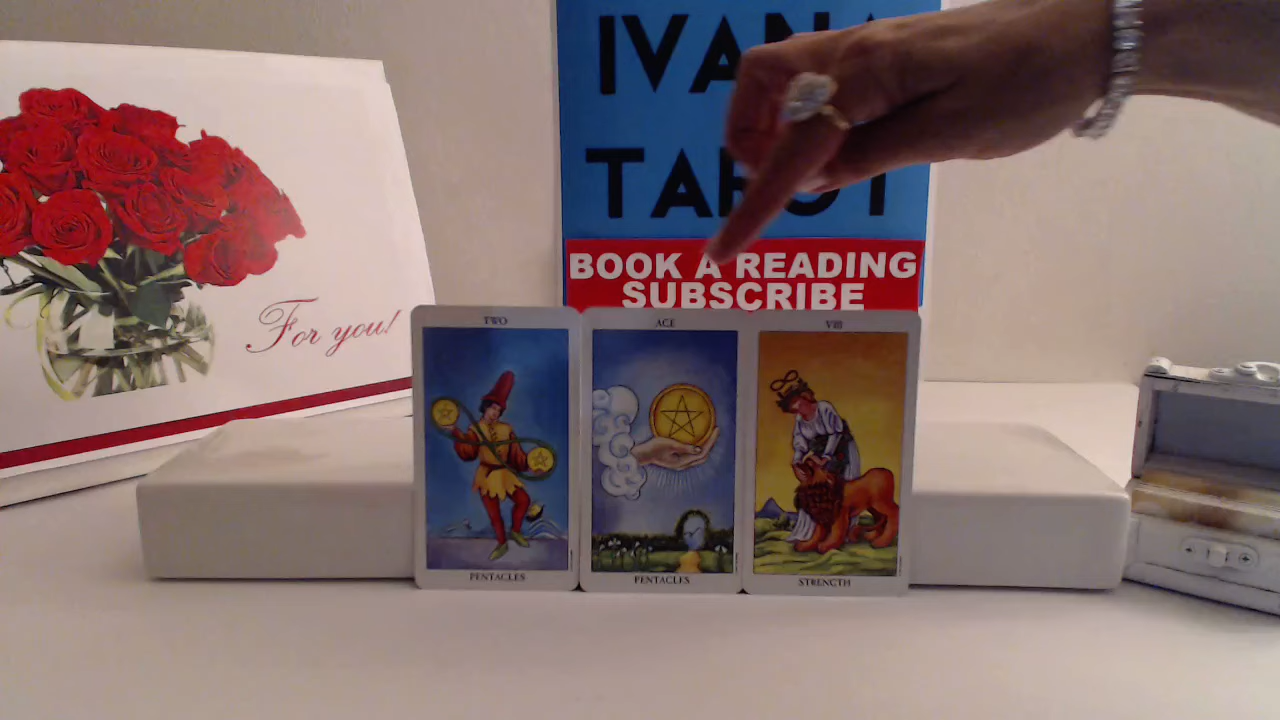 IVANA
TAROT
BOOK A READING
SUBSCRIBE
For you!
TWO
ACE
VIII
PENTACLES
PENTACLES
STRENGTH